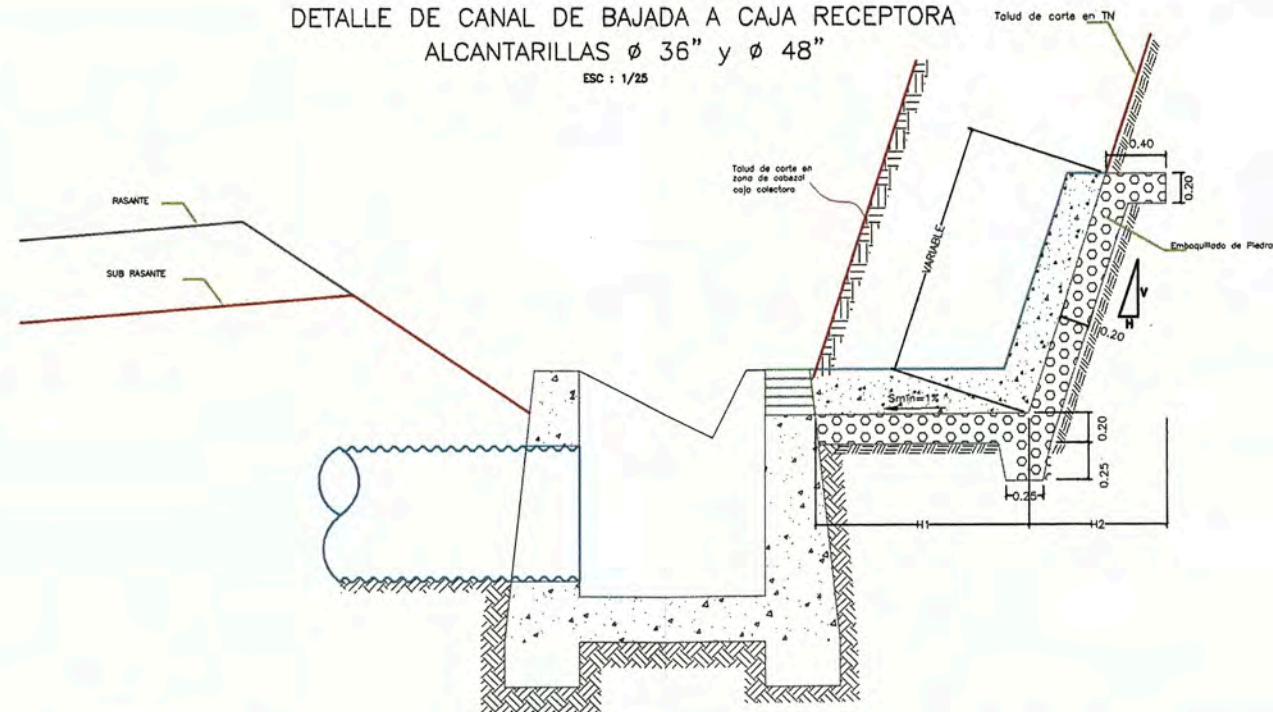 DETALLE DE CANAL DE BAJADA A CAJA RECEPTORA
ALCANTARILLAS ø 36” y ø 48”
ESC : 1/25
Talud de corte en TN
Talud de corte en
zona de cabezal
caja colectora
0.40
0.20
RASANTE
VARIABLE
Emboquillado de Piedra
SUB RASANTE
V
H
0.20
Smin=1%
0.20
0.25
0.25
H1
H2